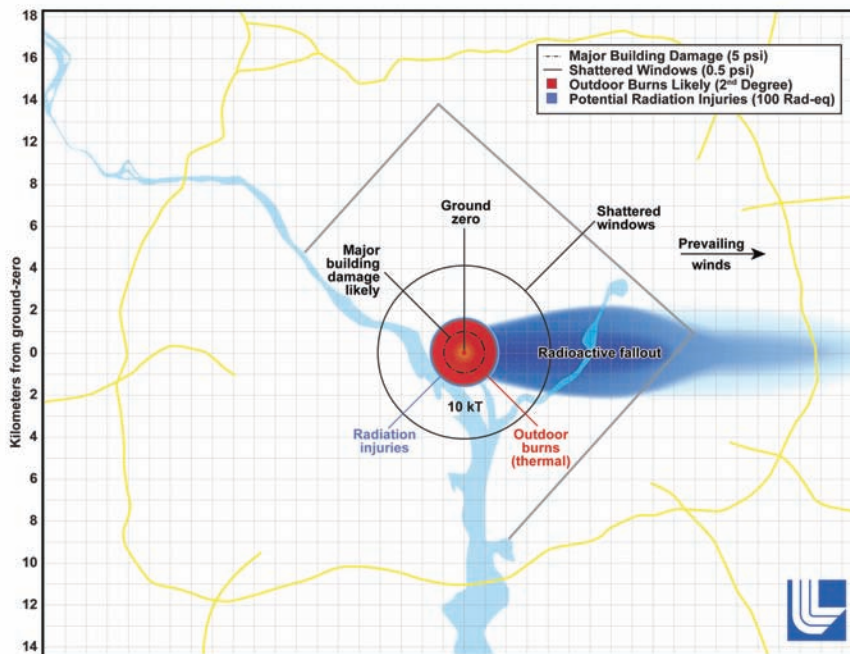 18
16
14
12
10
8
6
4
2
0
2
4
6
8
10
12
14
Kilometers from ground-zero
Major Building Damage (5 psi)
Shattered Windows (0.5 psi)
Outdoor Burns Likely (2nd Degree)
Potential Radiation Injuries (100 Rad-eq)
Ground
zero
Shattered
windows
Major
building
damage
likely
Prevailing
winds
Radioactive fallout
10 kT
Radiation
injuries
Outdoor
burns
(thermal)